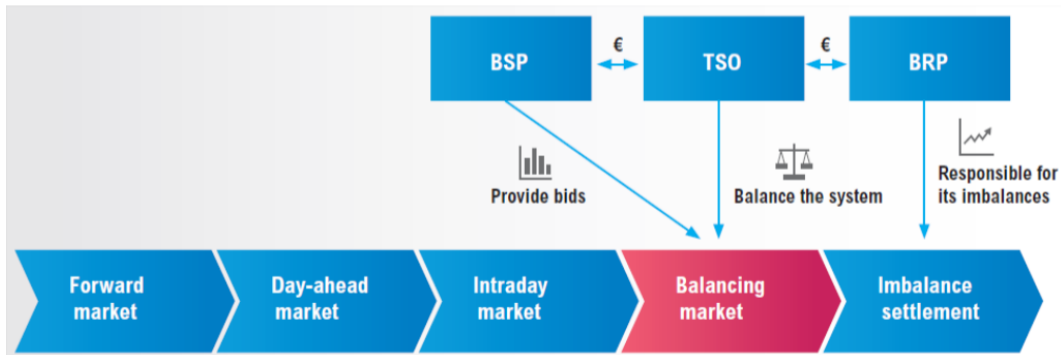 BSP
€
TSO
€
BRP
Provide bids
Balance the system
Responsible for
its imbalances
Forward
market
Day-ahead
market
Intraday
market
Balancing
market
Imbalance
settlement